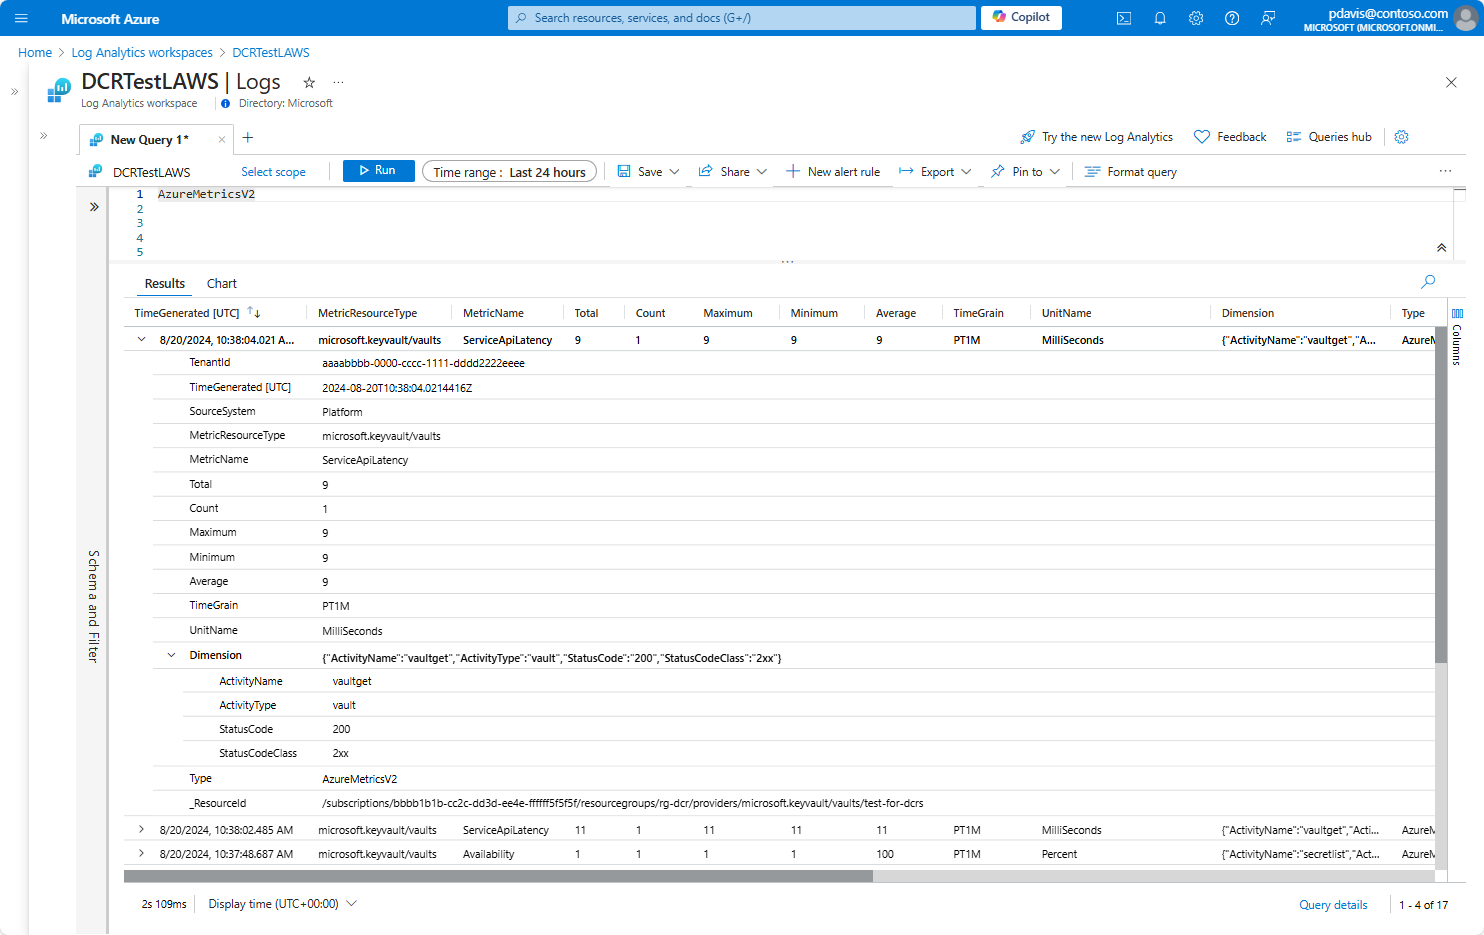 Microsoft Azure
Search resources, services, and docs (G+/)
Copilot
pdavis@contoso.com
MICROSOFT (MICROSOFT.ONMI...
Home > Log Analytics workspaces > DCRTestLAWS
DCRTestLAWS | Logs
Log Analytics workspace
Directory: Microsoft
New Query 1*
Try the new Log Analytics
Feedback
Queries hub
DCRTestLAWS
Select scope
Run
Time range : Last 24 hours
Save
Share
New alert rule
Export
Pin to
Format query
1 AzureMetricsV2
2
3
4
5
Results
Chart
TimeGenerated [UTC] MetricResourceType MetricName Total Count Maximum Minimum Average TimeGrain UnitName Dimension Type
8/20/2024, 10:38:04.021 A... microsoft.keyvault/vaults ServiceApiLatency 9 1 9 9 9 PT1M MilliSeconds {"ActivityName":"vaultget","A... AzureM
TenantId aaaabbbb-0000-cccc-1111-dddd2222eeee
TimeGenerated [UTC] 2024-08-20T10:38:04.0214416Z
SourceSystem Platform
MetricResourceType microsoft.keyvault/vaults
MetricName ServiceApiLatency
Total 9
Count 1
Maximum 9
Minimum 9
Average 9
TimeGrain PT1M
UnitName MilliSeconds
Dimension {"ActivityName":"vaultget","ActivityType":"vault","StatusCode":"200","StatusCodeClass":"2xx"}
ActivityName vaultget
ActivityType vault
StatusCode 200
StatusCodeClass 2xx
Type AzureMetricsV2
_ResourceId /subscriptions/bbbb1b1b-cc2c-dd3d-ee4e-ffffff5f5f5f/resourcegroups/rg-dcr/providers/microsoft.keyvault/vaults/test-for-dcrs
8/20/2024, 10:38:02.485 AM microsoft.keyvault/vaults ServiceApiLatency 11 1 11 11 11 PT1M MilliSeconds {"ActivityName":"vaultget","Acti... AzureM
8/20/2024, 10:37:48.687 AM microsoft.keyvault/vaults Availability 1 1 1 1 100 PT1M Percent {"ActivityName":"secretlist","Act... AzureM
Schema and Filter
Columns
2s 109ms
Display time (UTC+00:00)
Query details
1 - 4 of 17